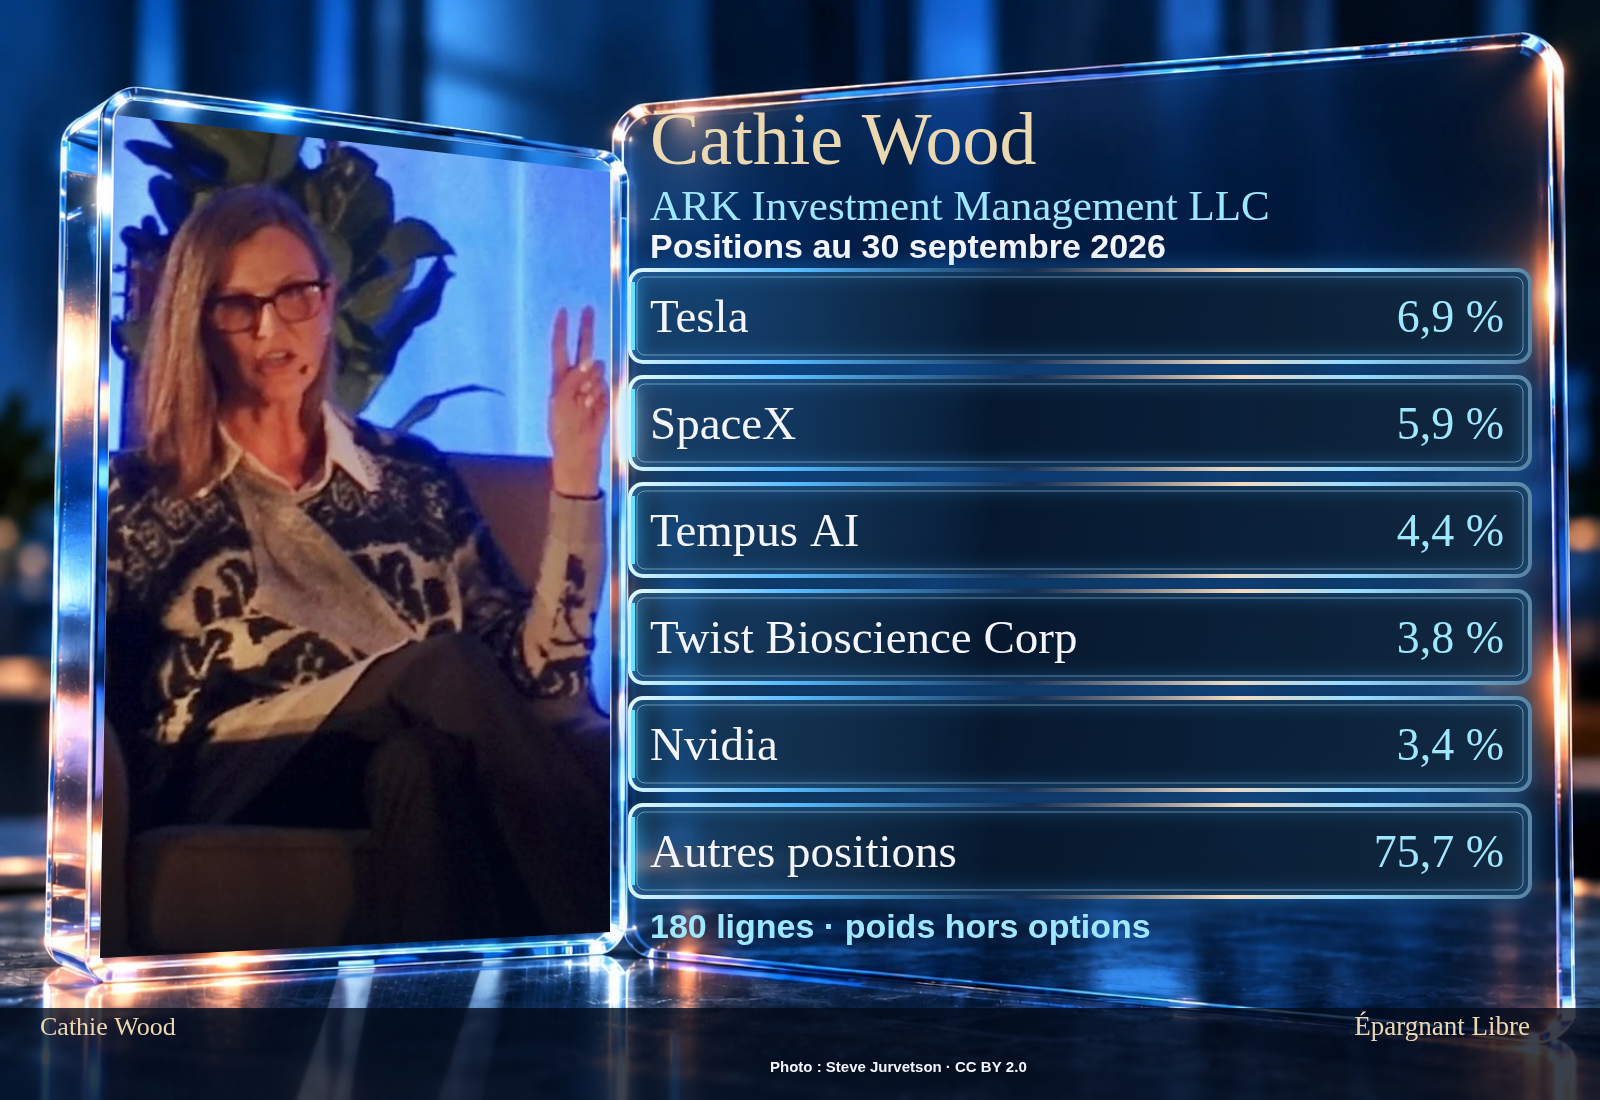 Cathie Wood
ARK Investment Management LLC
Positions au 30 septembre 2026
Tesla 6,9 %
SpaceX 5,9 %
Tempus AI 4,4 %
Twist Bioscience Corp 3,8 %
Nvidia 3,4 %
Autres positions 75,7 %
180 lignes · poids hors options
Cathie Wood
Épargnant Libre
Photo : Steve Jurvetson · CC BY 2.0